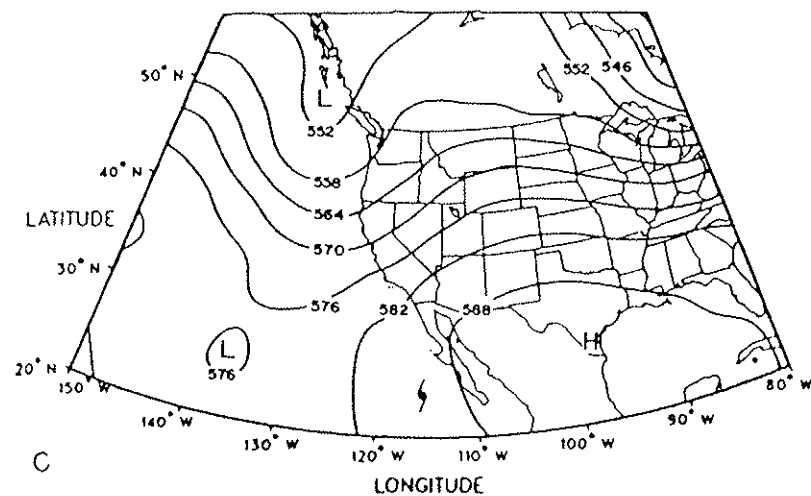 552
546
50° N
L
552
558
40° N
564
LATITUDE
570
30° N
576
582
588
H
L
576
20° N
150° W
80° W
140° W
90° W
130° W
100° W
120° W
110° W
C
LONGITUDE